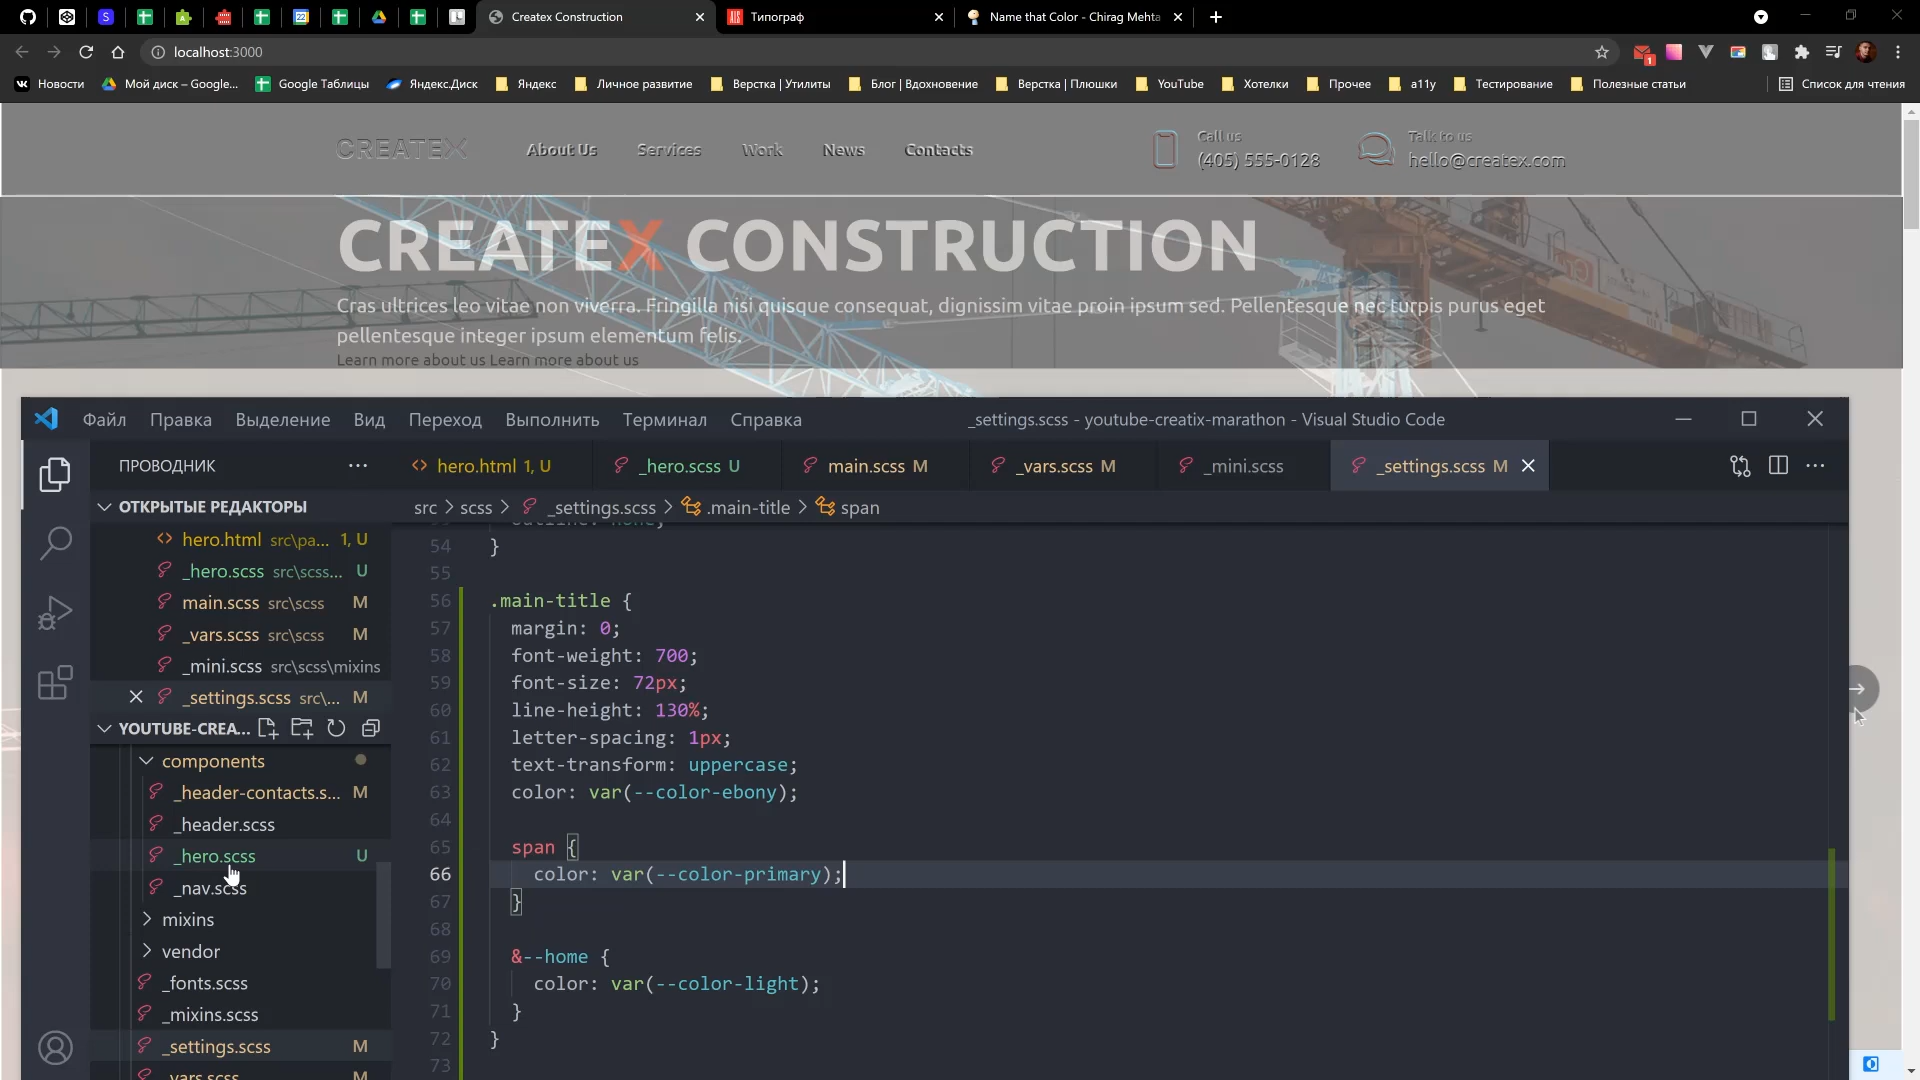 Createx Construction
Типограф
Name that Color - Chirag Mehta
localhost:3000
Новости
Мой диск – Google...
Google Таблицы
Яндекс.Диск
Яндекс
Личное развитие
Верстка | Утилиты
Блог | Вдохновение
Верстка | Плюшки
YouTube
Хотелки
Прочее
a11y
Тестирование
Полезные статьи
Список для чтения
CREATEX
About Us
Services
Work
News
Contacts
Call us
(405) 555-0128
Talk to us
hello@createx.com
CREATEX CONSTRUCTION
Cras ultrices leo vitae non viverra. Fringilla nisi quisque consequat, dignissim vitae proin ipsum sed. Pellentesque nec turpis purus eget
pellentesque integer ipsum elementum felis.
Learn more about us Learn more about us
Файл Правка Выделение Вид Переход Выполнить Терминал Справка
_settings.scss - youtube-creatix-marathon - Visual Studio Code
ПРОВОДНИК
hero.html 1, U
_hero.scss U
main.scss M
_vars.scss M
_mini.scss
_settings.scss M
ОТКРЫТЫЕ РЕДАКТОРЫ
src > scss > _settings.scss > .main-title > span
hero.html src\pa... 1, U
_hero.scss src\scss... U
main.scss src\scss M
_vars.scss src\scss M
_mini.scss src\scss\mixins
_settings.scss src\... M
YOUTUBE-CREA...
components
_header-contacts.s... M
_header.scss
_hero.scss U
_nav.scss
mixins
vendor
_fonts.scss
_mixins.scss
_settings.scss M
_vars.scss M
outline: none;
54 }
55
56 .main-title {
57 margin: 0;
58 font-weight: 700;
59 font-size: 72px;
60 line-height: 130%;
61 letter-spacing: 1px;
62 text-transform: uppercase;
63 color: var(--color-ebony);
64
65 span {
66 color: var(--color-primary);
67 }
68
69 &--home {
70 color: var(--color-light);
71 }
72 }
73